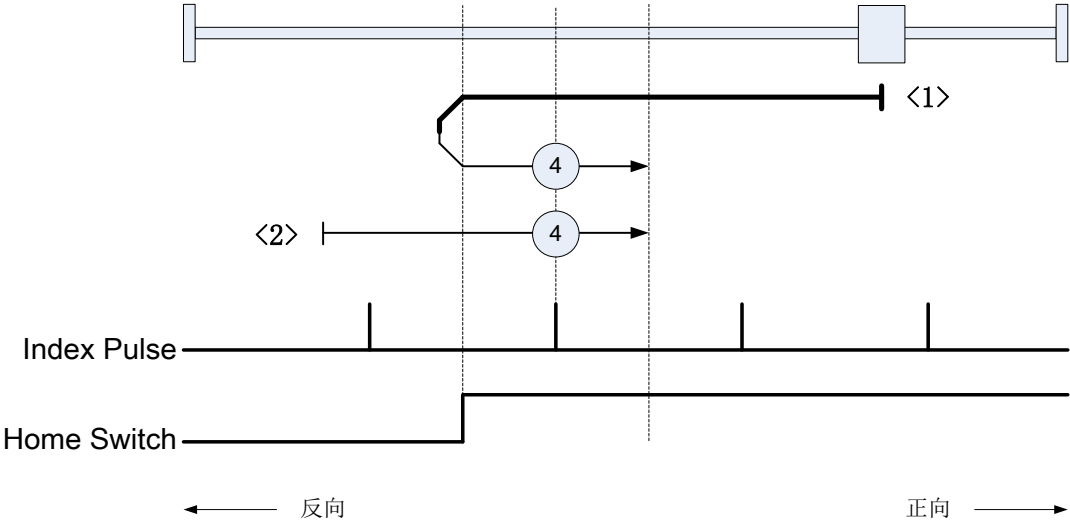 <1>
4
<2>
4
Index Pulse
Home Switch
反向
正向